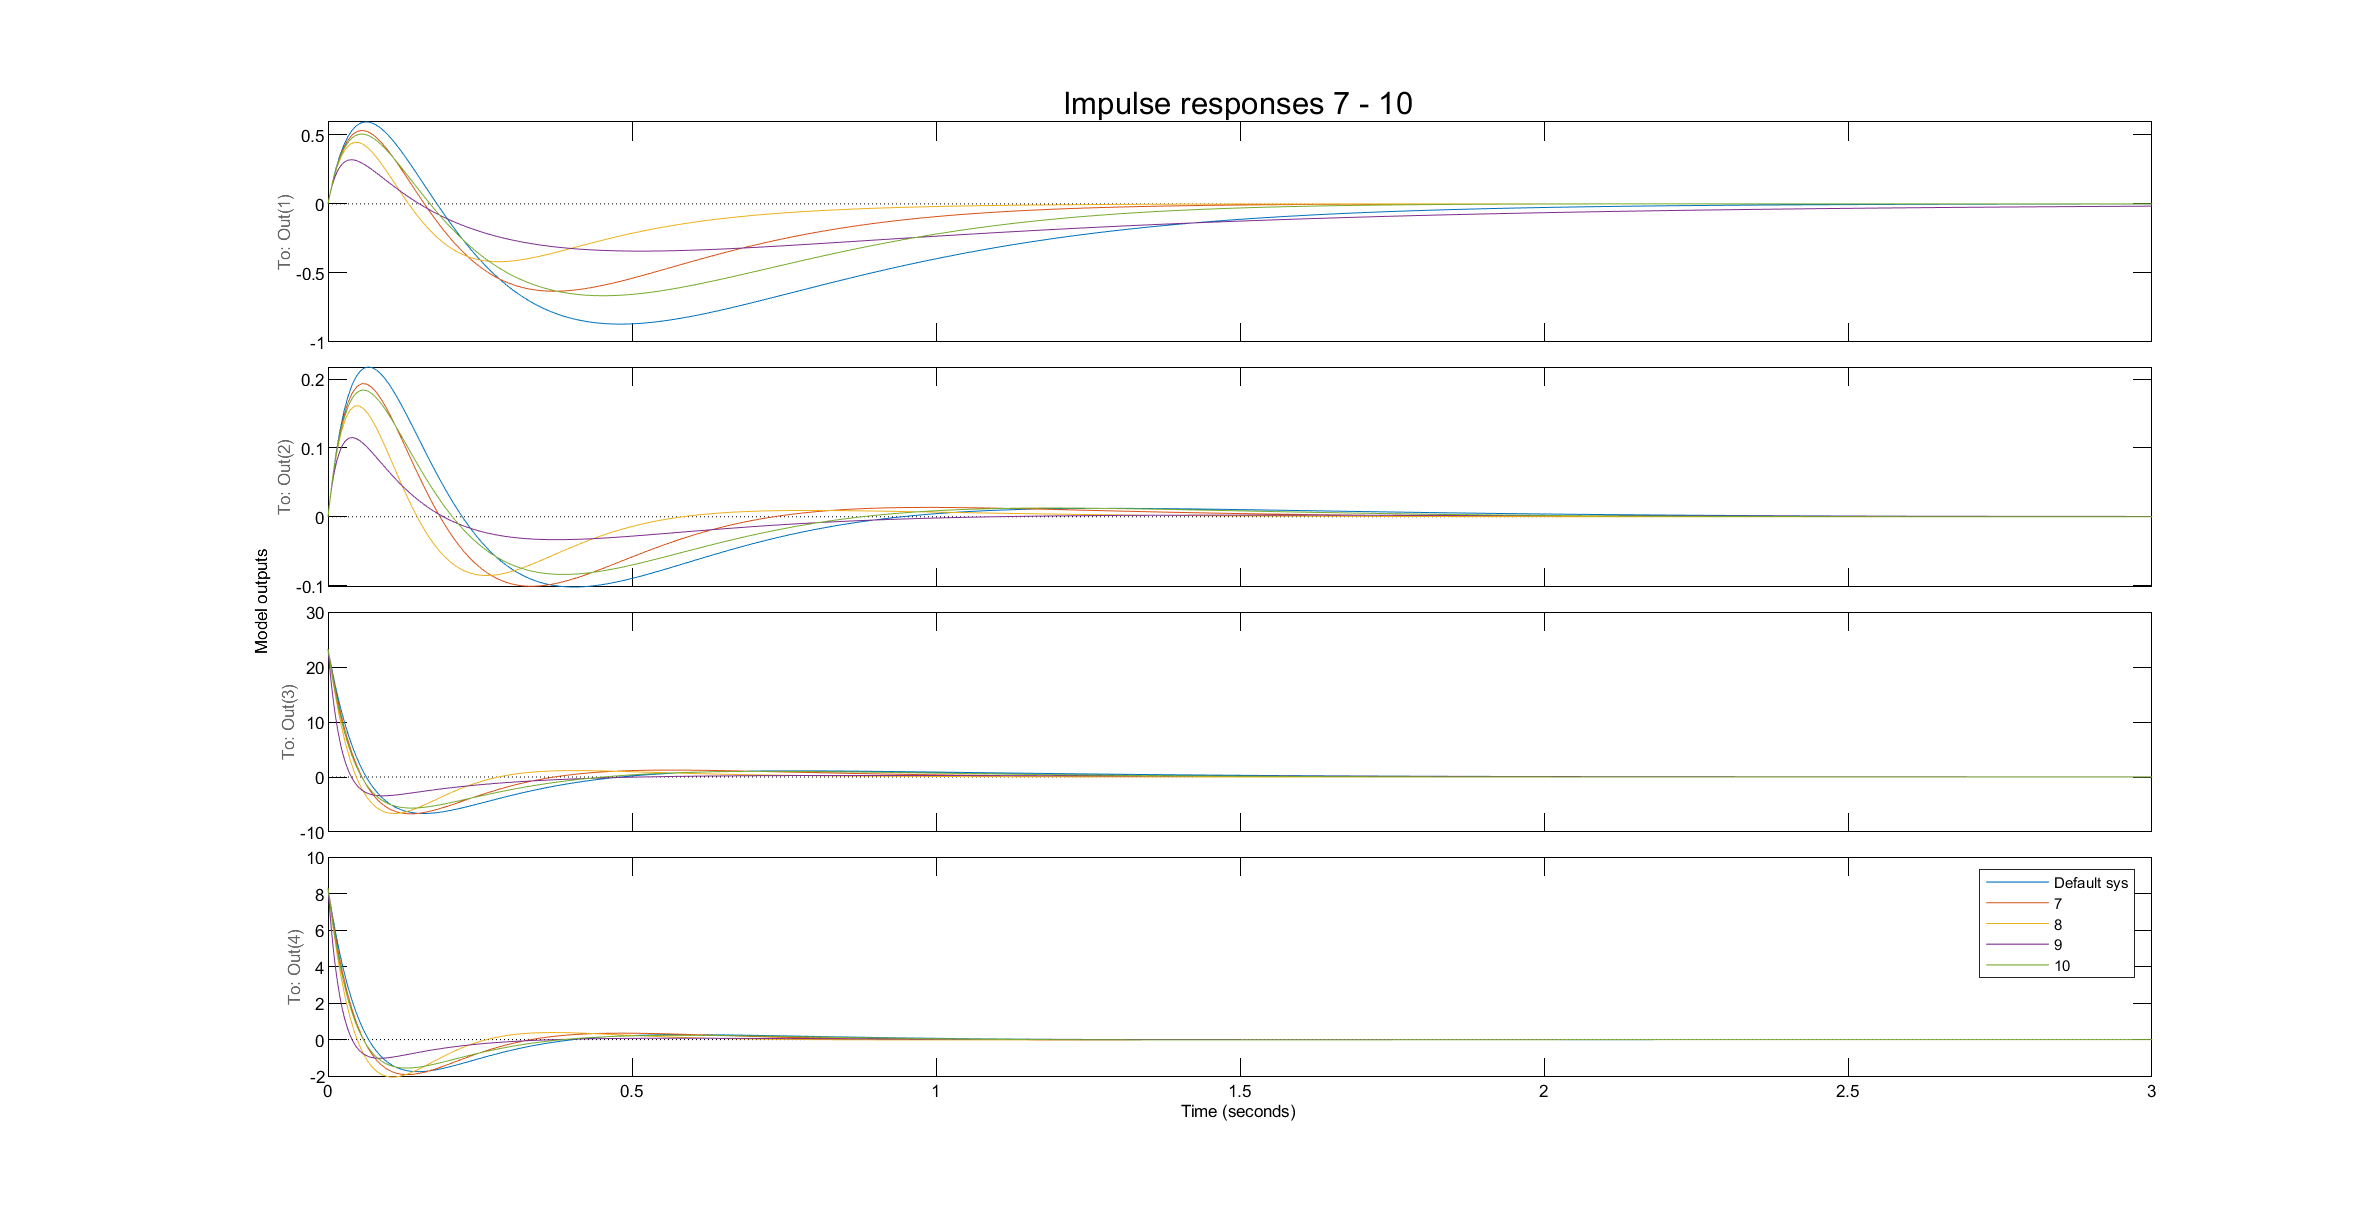 Impulse responses 7 - 10
Model outputs
To: Out(1)
0.5
0
-0.5
-1
To: Out(2)
0.2
0.1
0
-0.1
To: Out(3)
30
20
10
0
-10
To: Out(4)
10
8
6
4
2
0
-2
Default sys
7
8
9
10
0 0.5 1 1.5 2 2.5 3
Time (seconds)